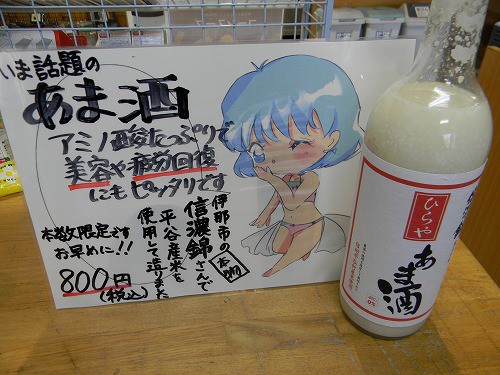 いま話題の
あま酒
アミノ酸たっぷりで
美容や疲労回復
にもピッタリです
伊那市の
信濃錦さんで
平谷産米を
使用して造りました
本物
本数限定です
お早めに!!
800円
(税込)
ひらや
あま酒